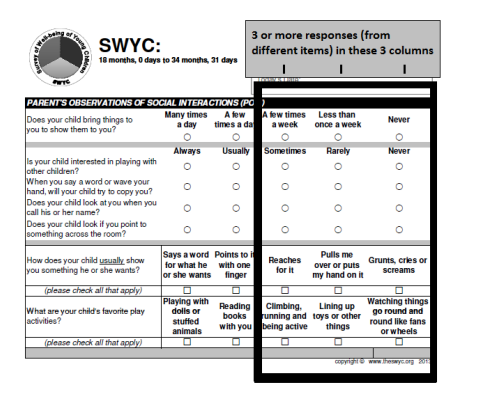 3 or more responses (from
different items) in these 3 columns
Survey of Well-being of Young Children
SWYC
SWYC:
18 months, 0 days to 34 months, 31 days
Today's Date:
PARENT'S OBSERVATIONS OF SOCIAL INTERACTIONS (PO
Does your child bring things to
you to show them to you?
Many times
a day
A few
times a da
A few times
a week
Less than
once a week
Never
Always Usually Sometimes Rarely Never
Is your child interested in playing with
other children?
When you say a word or wave your
hand, will your child try to copy you?
Does your child look at you when you
call his or her name?
Does your child look if you point to
something across the room?
How does your child usually show
you something he or she wants?
Says a word
for what he
or she wants
Points to it
with one
finger
Reaches
for it
Pulls me
over or puts
my hand on it
Grunts, cries or
screams
(please check all that apply)
What are your child's favorite play
activities?
Playing with
dolls or
stuffed
animals
Reading
books
with you
Climbing,
running and
being active
Lining up
toys or other
things
Watching things
go round and
round like fans
or wheels
(please check all that apply)
copyright © www.theswyc.org